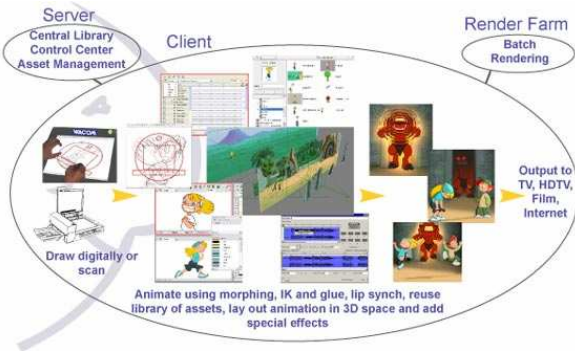 Server
Central Library
Control Center
Asset Management
Client
Render Farm
Batch
Rendering
WACOM
Draw digitally or
scan
Animate using morphing, IK and glue, lip synch, reuse
library of assets, lay out animation in 3D space and add
special effects
Output to
TV, HDTV,
Film,
Internet